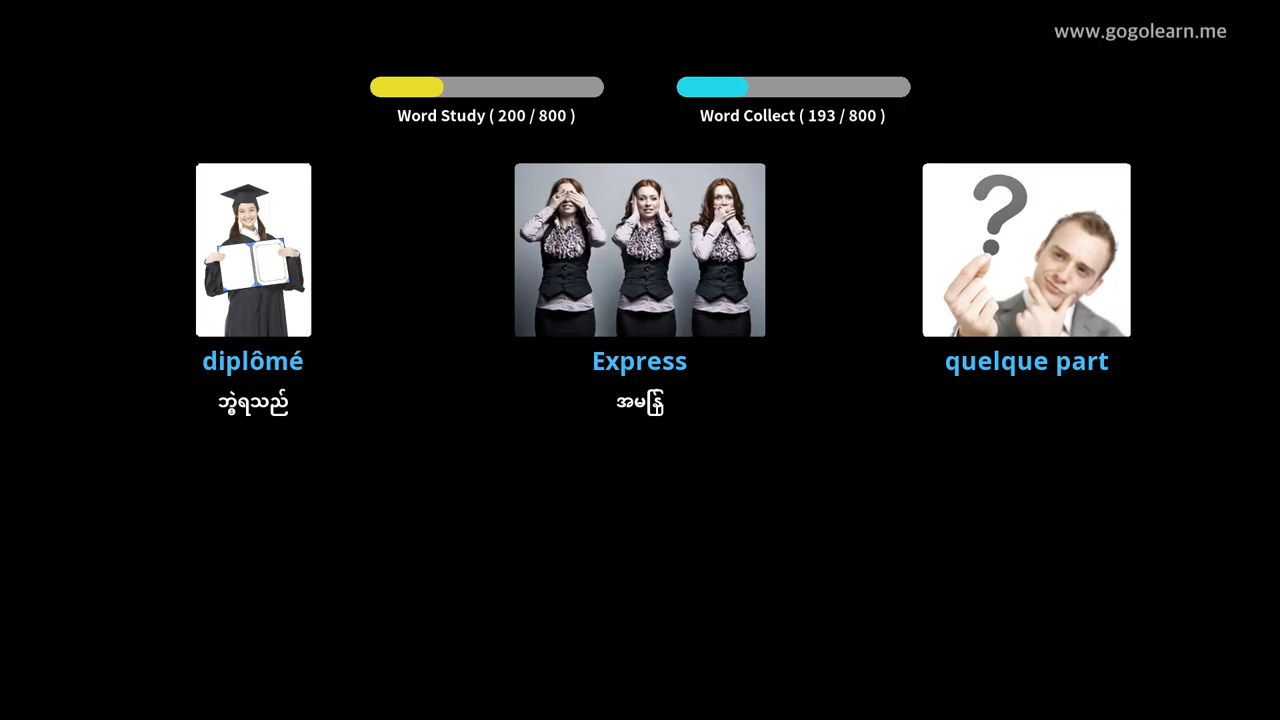 www.gogolearn.me
Word Study ( 200 / 800 )
Word Collect ( 193 / 800 )
diplômé
Express
quelque part
ဘွဲ့ရသည်
အမြန်